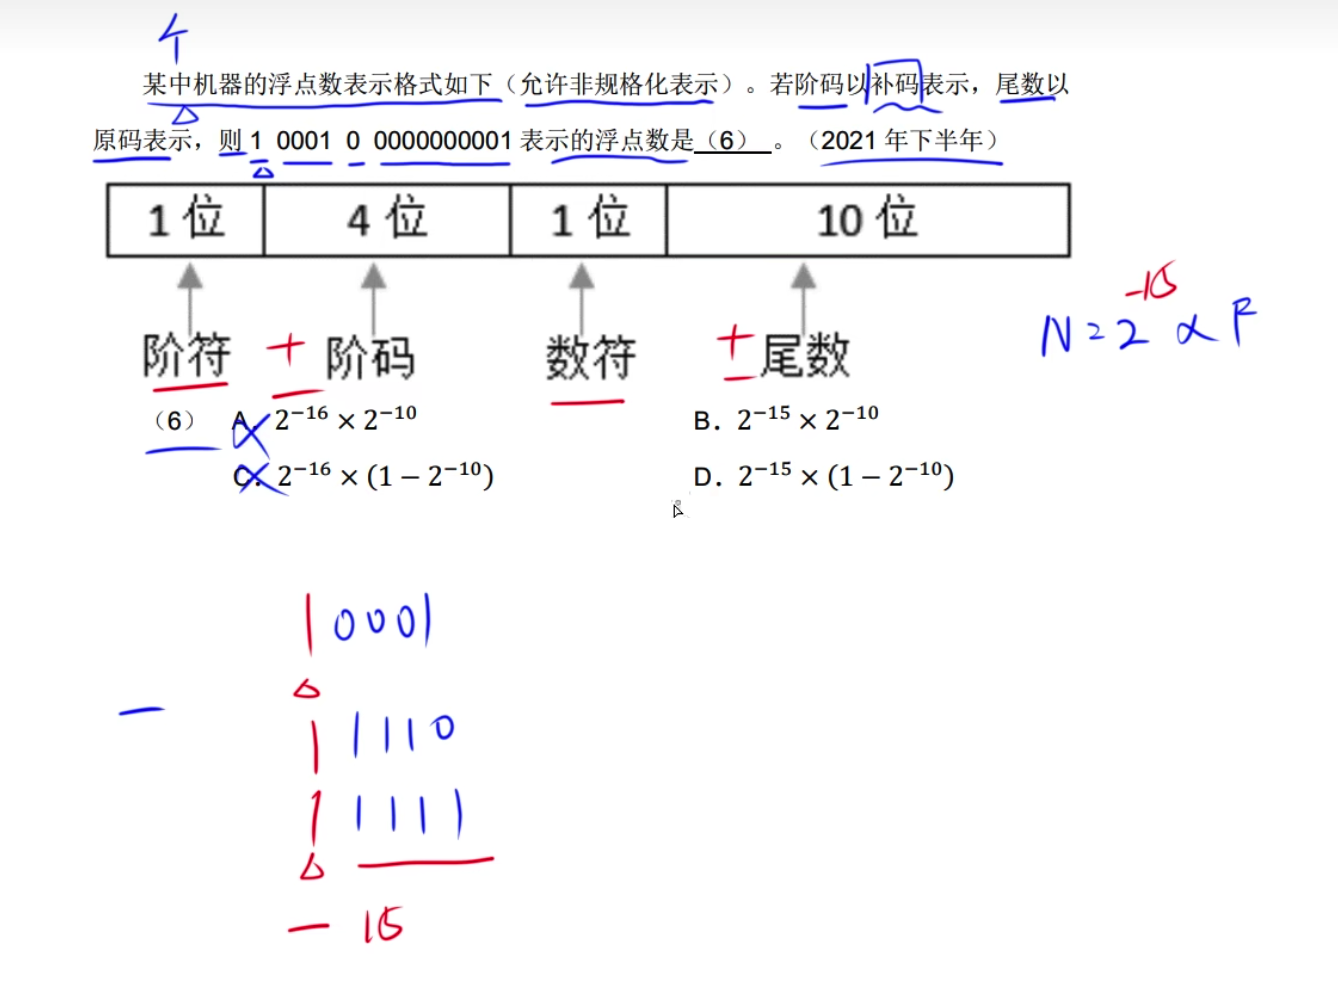 个
某中机器的浮点数表示格式如下（允许非规格化表示）。若阶码以补码表示，尾数以
原码表示，则 1 0001 0 0000000001 表示的浮点数是（6）。（2021 年下半年）
1 位 4 位 1 位 10 位
阶符 + 阶码 数符 ± 尾数
-15
N=2 × F
（6） A. 2⁻¹⁶ × 2⁻¹⁰ B. 2⁻¹⁵ × 2⁻¹⁰
C. 2⁻¹⁶ × (1 − 2⁻¹⁰) D. 2⁻¹⁵ × (1 − 2⁻¹⁰)
1 0001
1 1110
1 1111
- 15